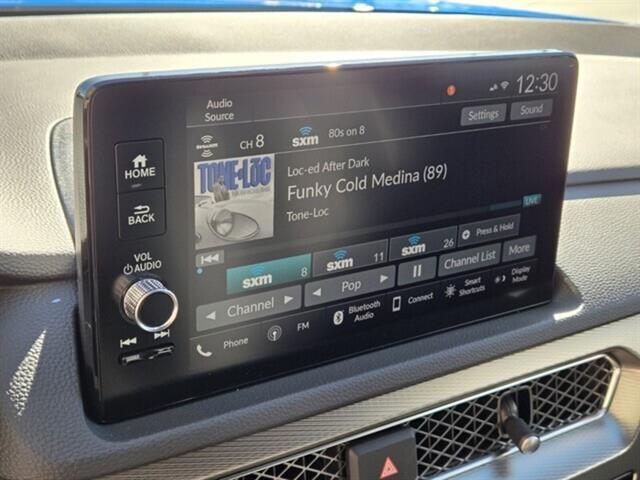 12:30
Audio
Source
Settings
Sound
HOME
BACK
VOL
AUDIO
CH 8
sxm
80s on 8
TONE-LOC
Loc-ed After Dark
Funky Cold Medina (89)
Tone-Loc
LIVE
sxm 8
sxm 11
sxm 26
Press & Hold
Channel
Pop
Channel List
More
Phone
FM
Bluetooth
Audio
Connect
Smart
Shortcuts
Display
Mode